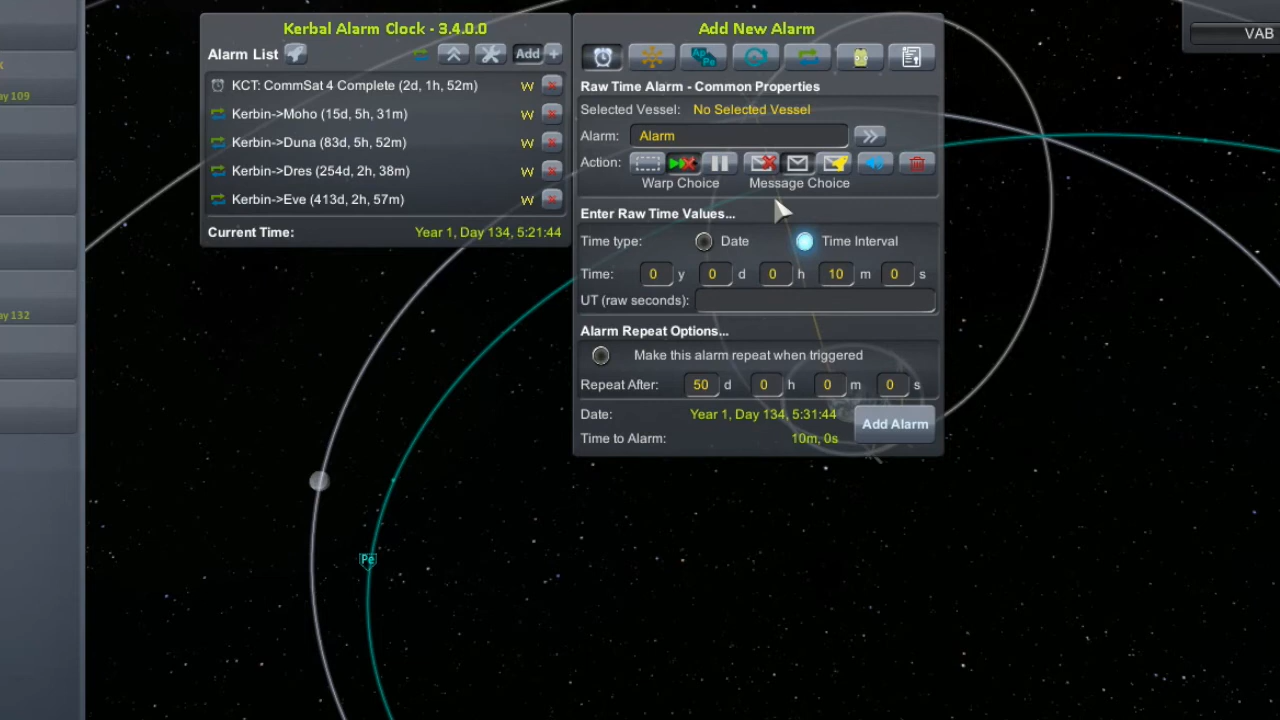 Kerbal Alarm Clock - 3.4.0.0
Alarm List
Add +
KCT: CommSat 4 Complete (2d, 1h, 52m) W
Kerbin->Moho (15d, 5h, 31m) W
Kerbin->Duna (83d, 5h, 52m) W
Kerbin->Dres (254d, 2h, 38m) W
Kerbin->Eve (413d, 2h, 57m) W
Current Time: Year 1, Day 134, 5:21:44
Add New Alarm
Ap
Pe
Raw Time Alarm - Common Properties
Selected Vessel: No Selected Vessel
Alarm: Alarm
Action:
Warp Choice Message Choice
Enter Raw Time Values...
Time type: Date Time Interval
Time: 0 y 0 d 0 h 10 m 0 s
UT (raw seconds):
Alarm Repeat Options...
Make this alarm repeat when triggered
Repeat After: 50 d 0 h 0 m 0 s
Date: Year 1, Day 134, 5:31:44
Time to Alarm: 10m, 0s
Add Alarm
VAB
ay 109
ay 132
Pe